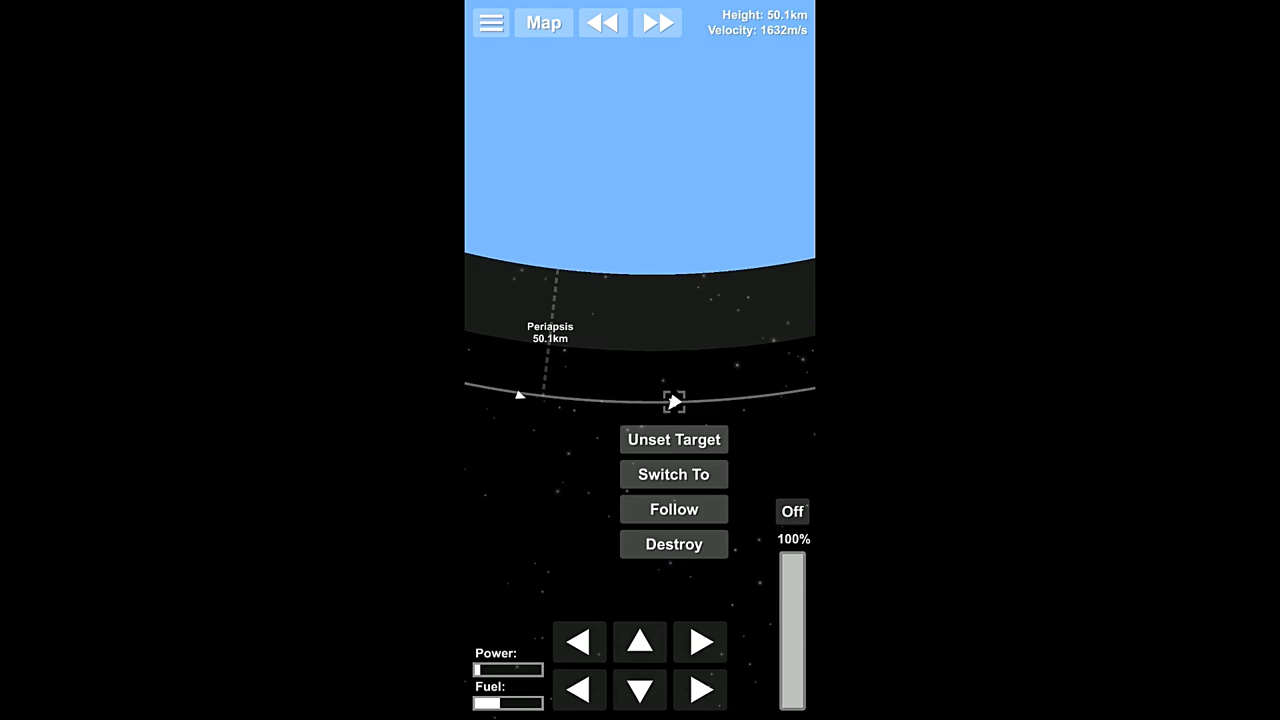 Map
Height: 50.1km
Velocity: 1632m/s
Periapsis
50.1km
Unset Target
Switch To
Follow
Destroy
Off
100%
Power:
Fuel: